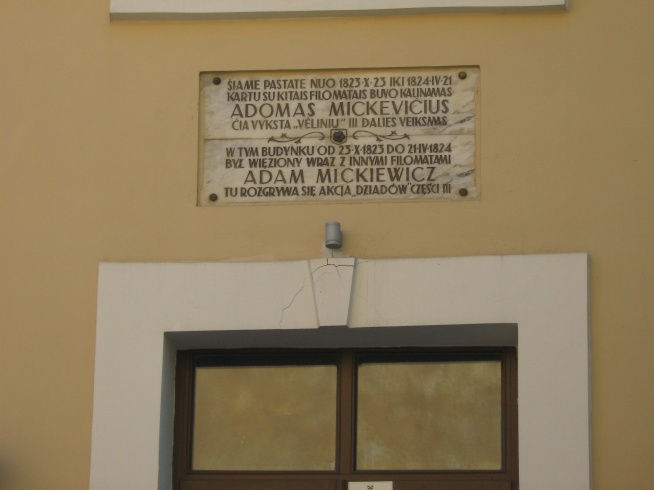 ŠIAME PASTATE NUO 1823·X·23 IKI 1824·IV·21
KARTU SU KITAIS FILOMATAIS BUVO KALINAMAS
ADOMAS MICKEVIČIUS
ČIA VYKSTA „VĖLINIŲ” III DALIES VEIKSMAS
W TYM BUDYNKU OD 23·X·1823 DO 21·IV·1824
BYŁ WIĘZIONY WRAZ Z INNYMI FILOMATAMI
ADAM MICKIEWICZ
TU ROZGRYWA SIĘ AKCJA „DZIADÓW” CZĘŚCI III